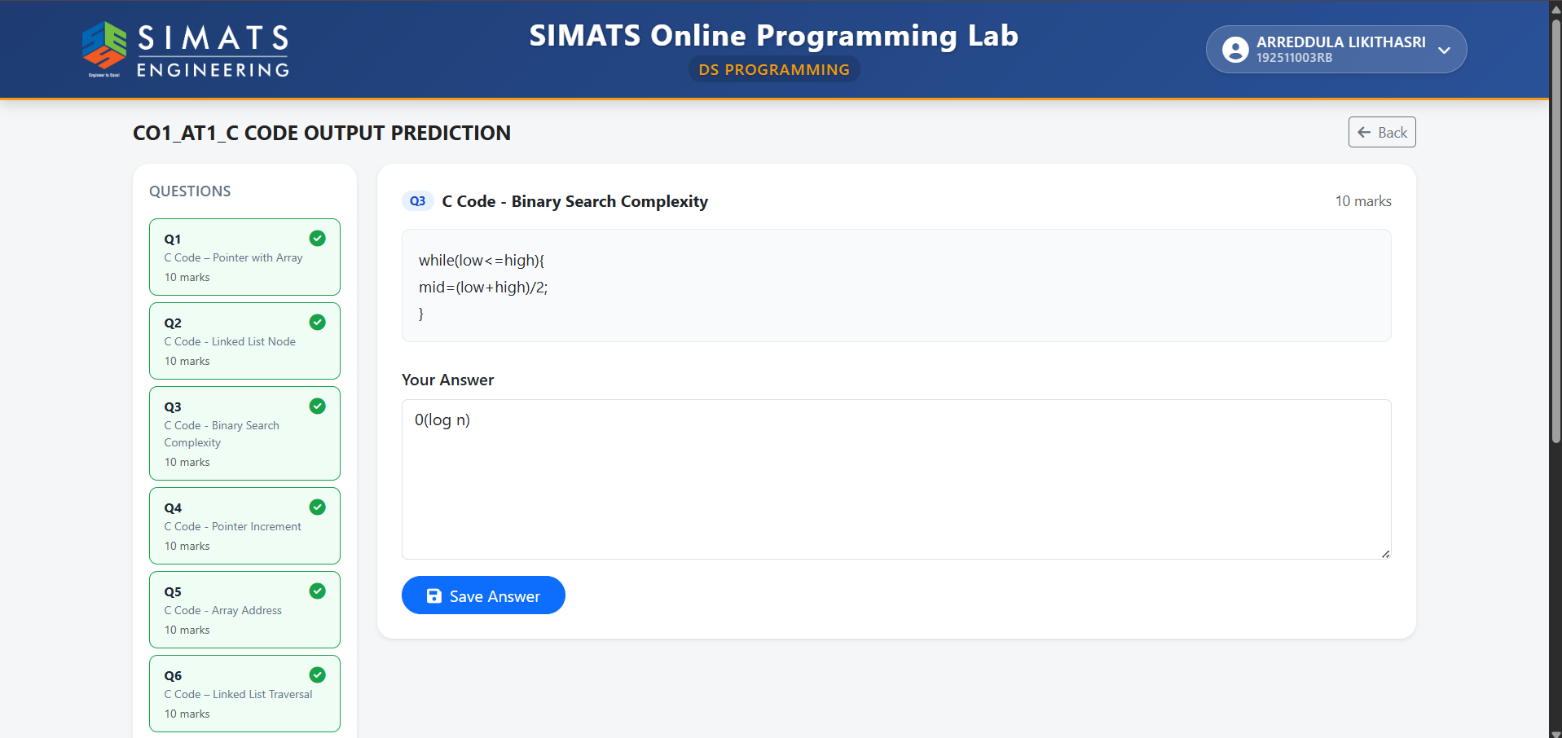 SIMATS
ENGINEERING
Engineer to Excel
SIMATS Online Programming Lab
DS PROGRAMMING
ARREDDULA LIKITHASRI
192511003RB
CO1_AT1_C CODE OUTPUT PREDICTION
Back
QUESTIONS
Q1
C Code – Pointer with Array
10 marks
Q2
C Code - Linked List Node
10 marks
Q3
C Code - Binary Search
Complexity
10 marks
Q4
C Code - Pointer Increment
10 marks
Q5
C Code - Array Address
10 marks
Q6
C Code – Linked List Traversal
10 marks
Q3 C Code - Binary Search Complexity
10 marks
while(low<=high){
mid=(low+high)/2;
}
Your Answer
0(log n)
Save Answer